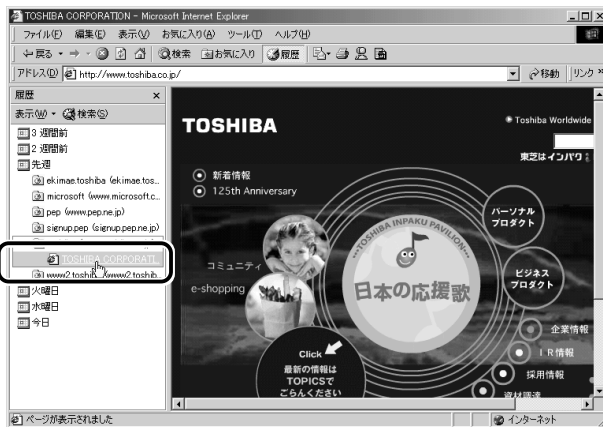 TOSHIBA CORPORATION - Microsoft Internet Explorer
ファイル(F) 編集(E) 表示(V) お気に入り(A) ツール(T) ヘルプ(H)
戻る 検索 お気に入り 履歴
アドレス(D) http://www.toshiba.co.jp/ 移動 リンク »
履歴 ×
表示(W) 検索(S)
3 週間前
2 週間前
先週
ekimae.toshiba (ekimae.tos...
microsoft (www.microsoft.c...
pep (www.pep.ne.jp)
signup.pep (signup.pep.ne.jp)
TOSHIBA CORPORATI...
www2.toshib... (www2.toshib...
火曜日
水曜日
今日
TOSHIBA
Toshiba Worldwide
東芝はインパク
新着情報
125th Anniversary
TOSHIBA INPAKU PAVILION
日本の応援歌
パーソナル
プロダクト
コミュニティ
e-shopping
ビジネス
プロダクト
企業情報
IR情報
採用情報
資材調達
Click
最新の情報は
TOPICSで
ごらんください
ページが表示されました
インターネット